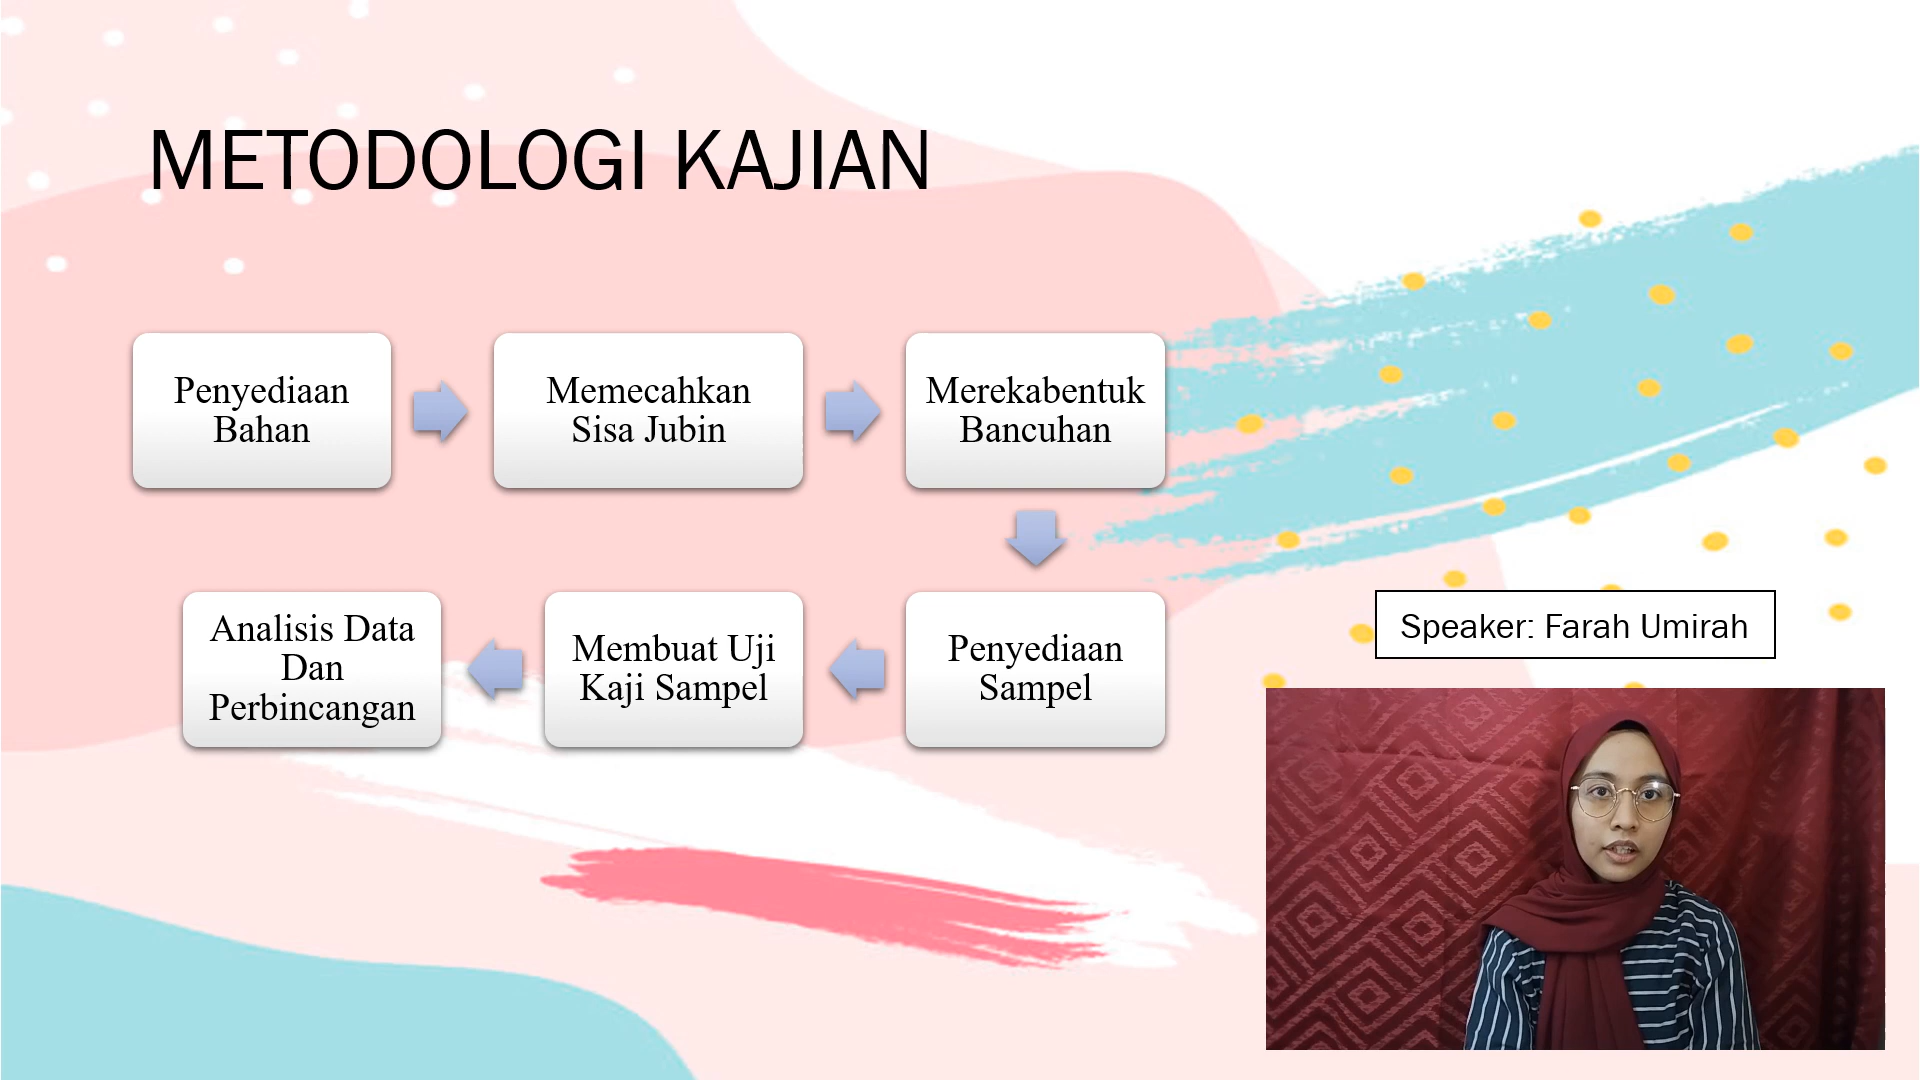 METODOLOGI KAJIAN
Penyediaan
Bahan
Memecahkan
Sisa Jubin
Merekabentuk
Bancuhan
Penyediaan
Sampel
Membuat Uji
Kaji Sampel
Analisis Data
Dan
Perbincangan
Speaker: Farah Umirah